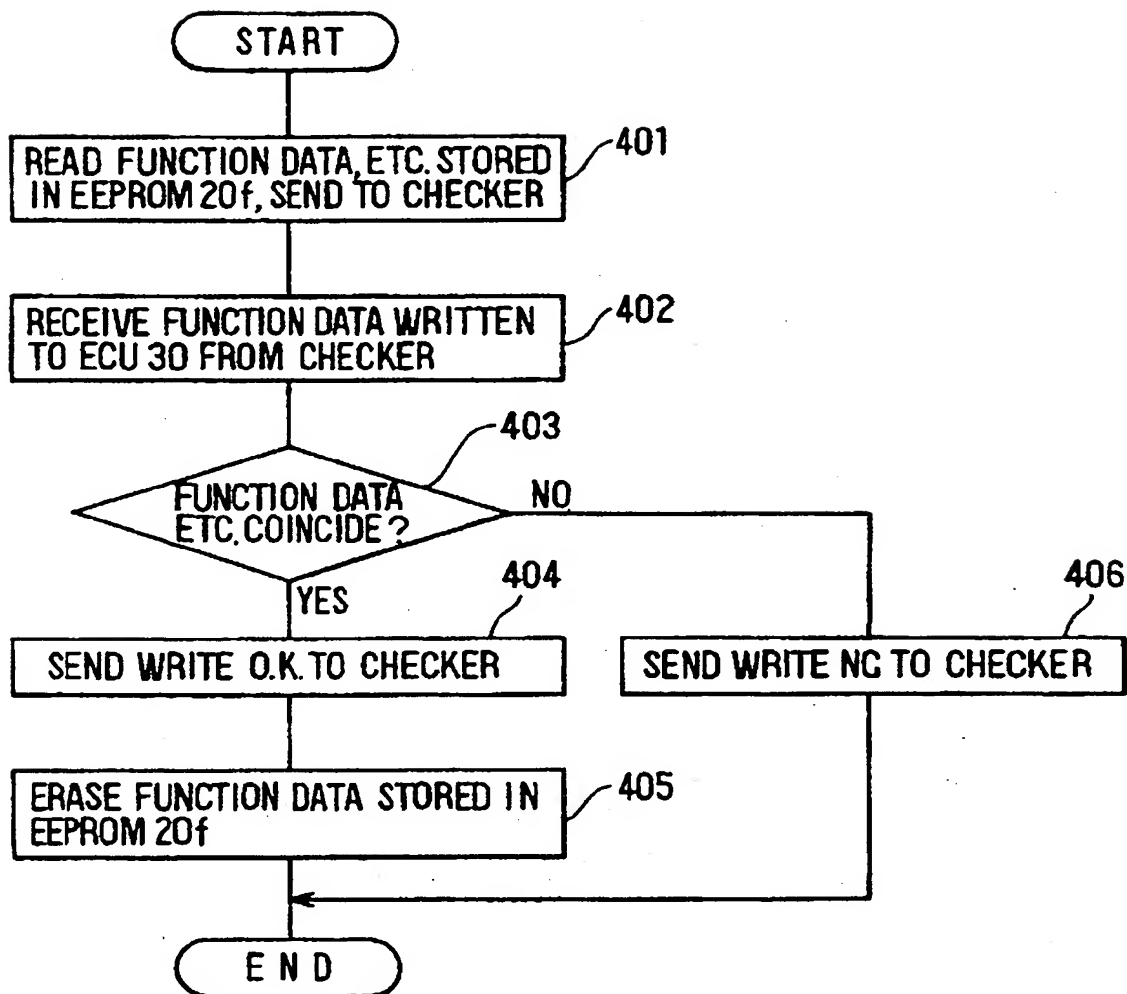 START
401
READ FUNCTION DATA, ETC. STORED
IN EEPROM 20f, SEND TO CHECKER
402
RECEIVE FUNCTION DATA WRITTEN
TO ECU 30 FROM CHECKER
403
FUNCTION DATA
ETC. COINCIDE?
NO
YES
404
406
SEND WRITE O.K. TO CHECKER
SEND WRITE NG TO CHECKER
405
ERASE FUNCTION DATA STORED IN
EEPROM 20f
END